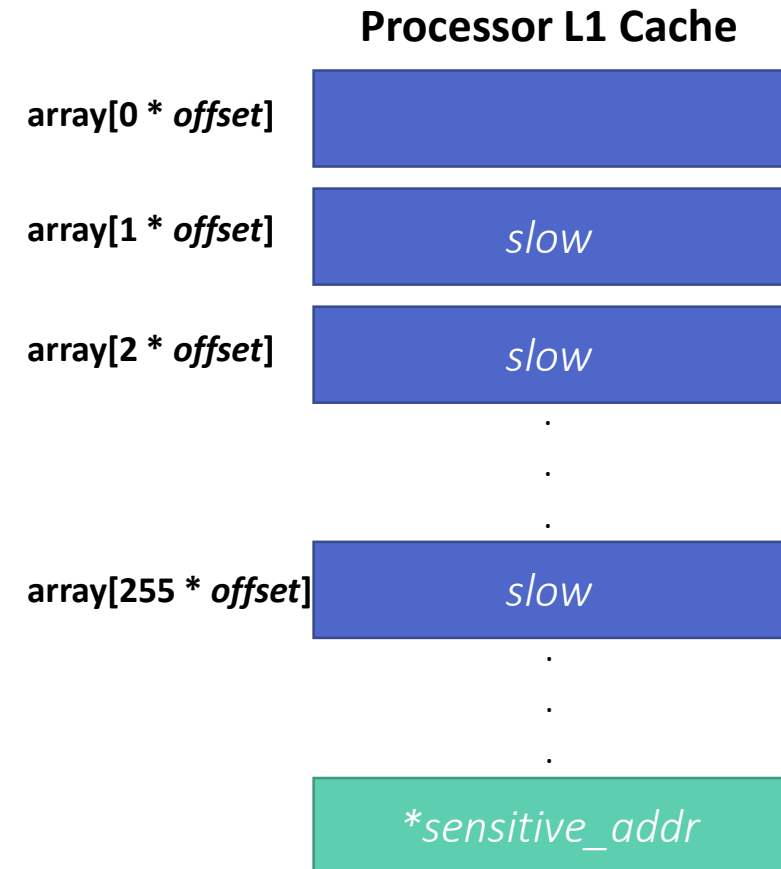 Processor L1 Cache
array[0 * offset]
array[1 * offset] slow
array[2 * offset] slow
.
.
.
array[255 * offset] slow
.
.
.
*sensitive_addr